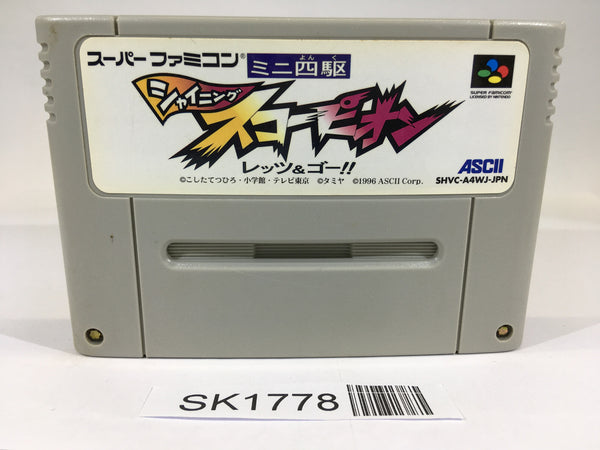 スーパーファミコン®
ミニ四駆
よんく
シャイニング
スコーピオン
レッツ&ゴー!!
©こしたてつひろ・小学館・テレビ東京 ©タミヤ ©1996 ASCII Corp.
SUPER FAMICOM
LICENSED BY NINTENDO
ASCII
SHVC-A4WJ-JPN
SK1778